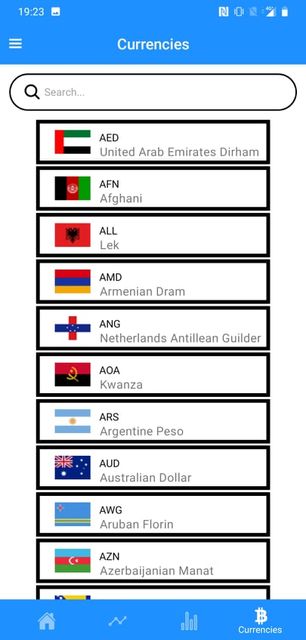 19:23
Currencies
Search...
AED
United Arab Emirates Dirham
AFN
Afghani
ALL
Lek
AMD
Armenian Dram
ANG
Netherlands Antillean Guilder
AOA
Kwanza
ARS
Argentine Peso
AUD
Australian Dollar
AWG
Aruban Florin
AZN
Azerbaijanian Manat
Currencies